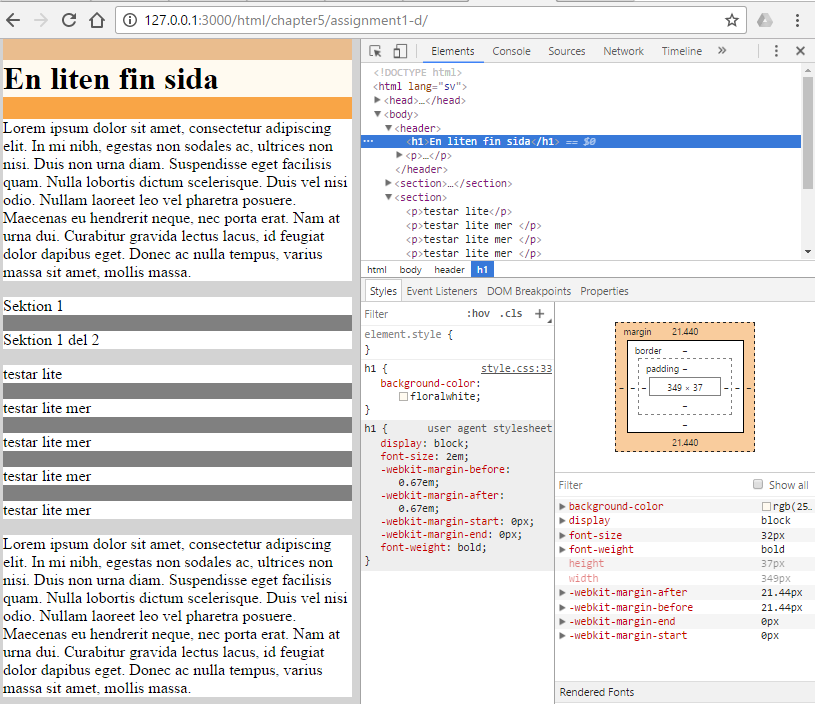 127.0.0.1:3000/html/chapter5/assignment1-d/
En liten fin sida
Lorem ipsum dolor sit amet, consectetur adipiscing
elit. In mi nibh, egestas non sodales ac, ultrices non
nisi. Duis non urna diam. Suspendisse eget facilisis
quam. Nulla lobortis dictum scelerisque. Duis vel nisi
odio. Nullam laoreet leo vel pharetra posuere.
Maecenas eu hendrerit neque, nec porta erat. Nam at
urna dui. Curabitur gravida lectus lacus, id feugiat
dolor dapibus eget. Donec ac nulla tempus, varius
massa sit amet, mollis massa.
Sektion 1
Sektion 1 del 2
testar lite
testar lite mer
testar lite mer
testar lite mer
testar lite mer
Lorem ipsum dolor sit amet, consectetur adipiscing
elit. In mi nibh, egestas non sodales ac, ultrices non
nisi. Duis non urna diam. Suspendisse eget facilisis
quam. Nulla lobortis dictum scelerisque. Duis vel nisi
odio. Nullam laoreet leo vel pharetra posuere.
Maecenas eu hendrerit neque, nec porta erat. Nam at
urna dui. Curabitur gravida lectus lacus, id feugiat
dolor dapibus eget. Donec ac nulla tempus, varius
massa sit amet, mollis massa.
Elements Console Sources Network Timeline »
<!DOCTYPE html>
<html lang="sv">
<head>…</head>
<body>
<header>
<h1>En liten fin sida</h1> == $0
<p>…</p>
</header>
<section>…</section>
<section>
<p>testar lite</p>
<p>testar lite mer </p>
<p>testar lite mer </p>
<p>testar lite mer </p>
html body header h1
Styles Event Listeners DOM Breakpoints Properties
Filter :hov .cls +
element.style {
}
h1 { style.css:33
background-color:
floralwhite;
}
h1 { user agent stylesheet
display: block;
font-size: 2em;
-webkit-margin-before:
0.67em;
-webkit-margin-after:
0.67em;
-webkit-margin-start: 0px;
-webkit-margin-end: 0px;
font-weight: bold;
}
margin 21.440
border –
padding –
– – – 349 × 37 – – –
–
–
21.440
Filter Show all
background-color rgb(25…
display block
font-size 32px
font-weight bold
height 37px
width 349px
-webkit-margin-after 21.44px
-webkit-margin-before 21.44px
-webkit-margin-end 0px
-webkit-margin-start 0px
Rendered Fonts